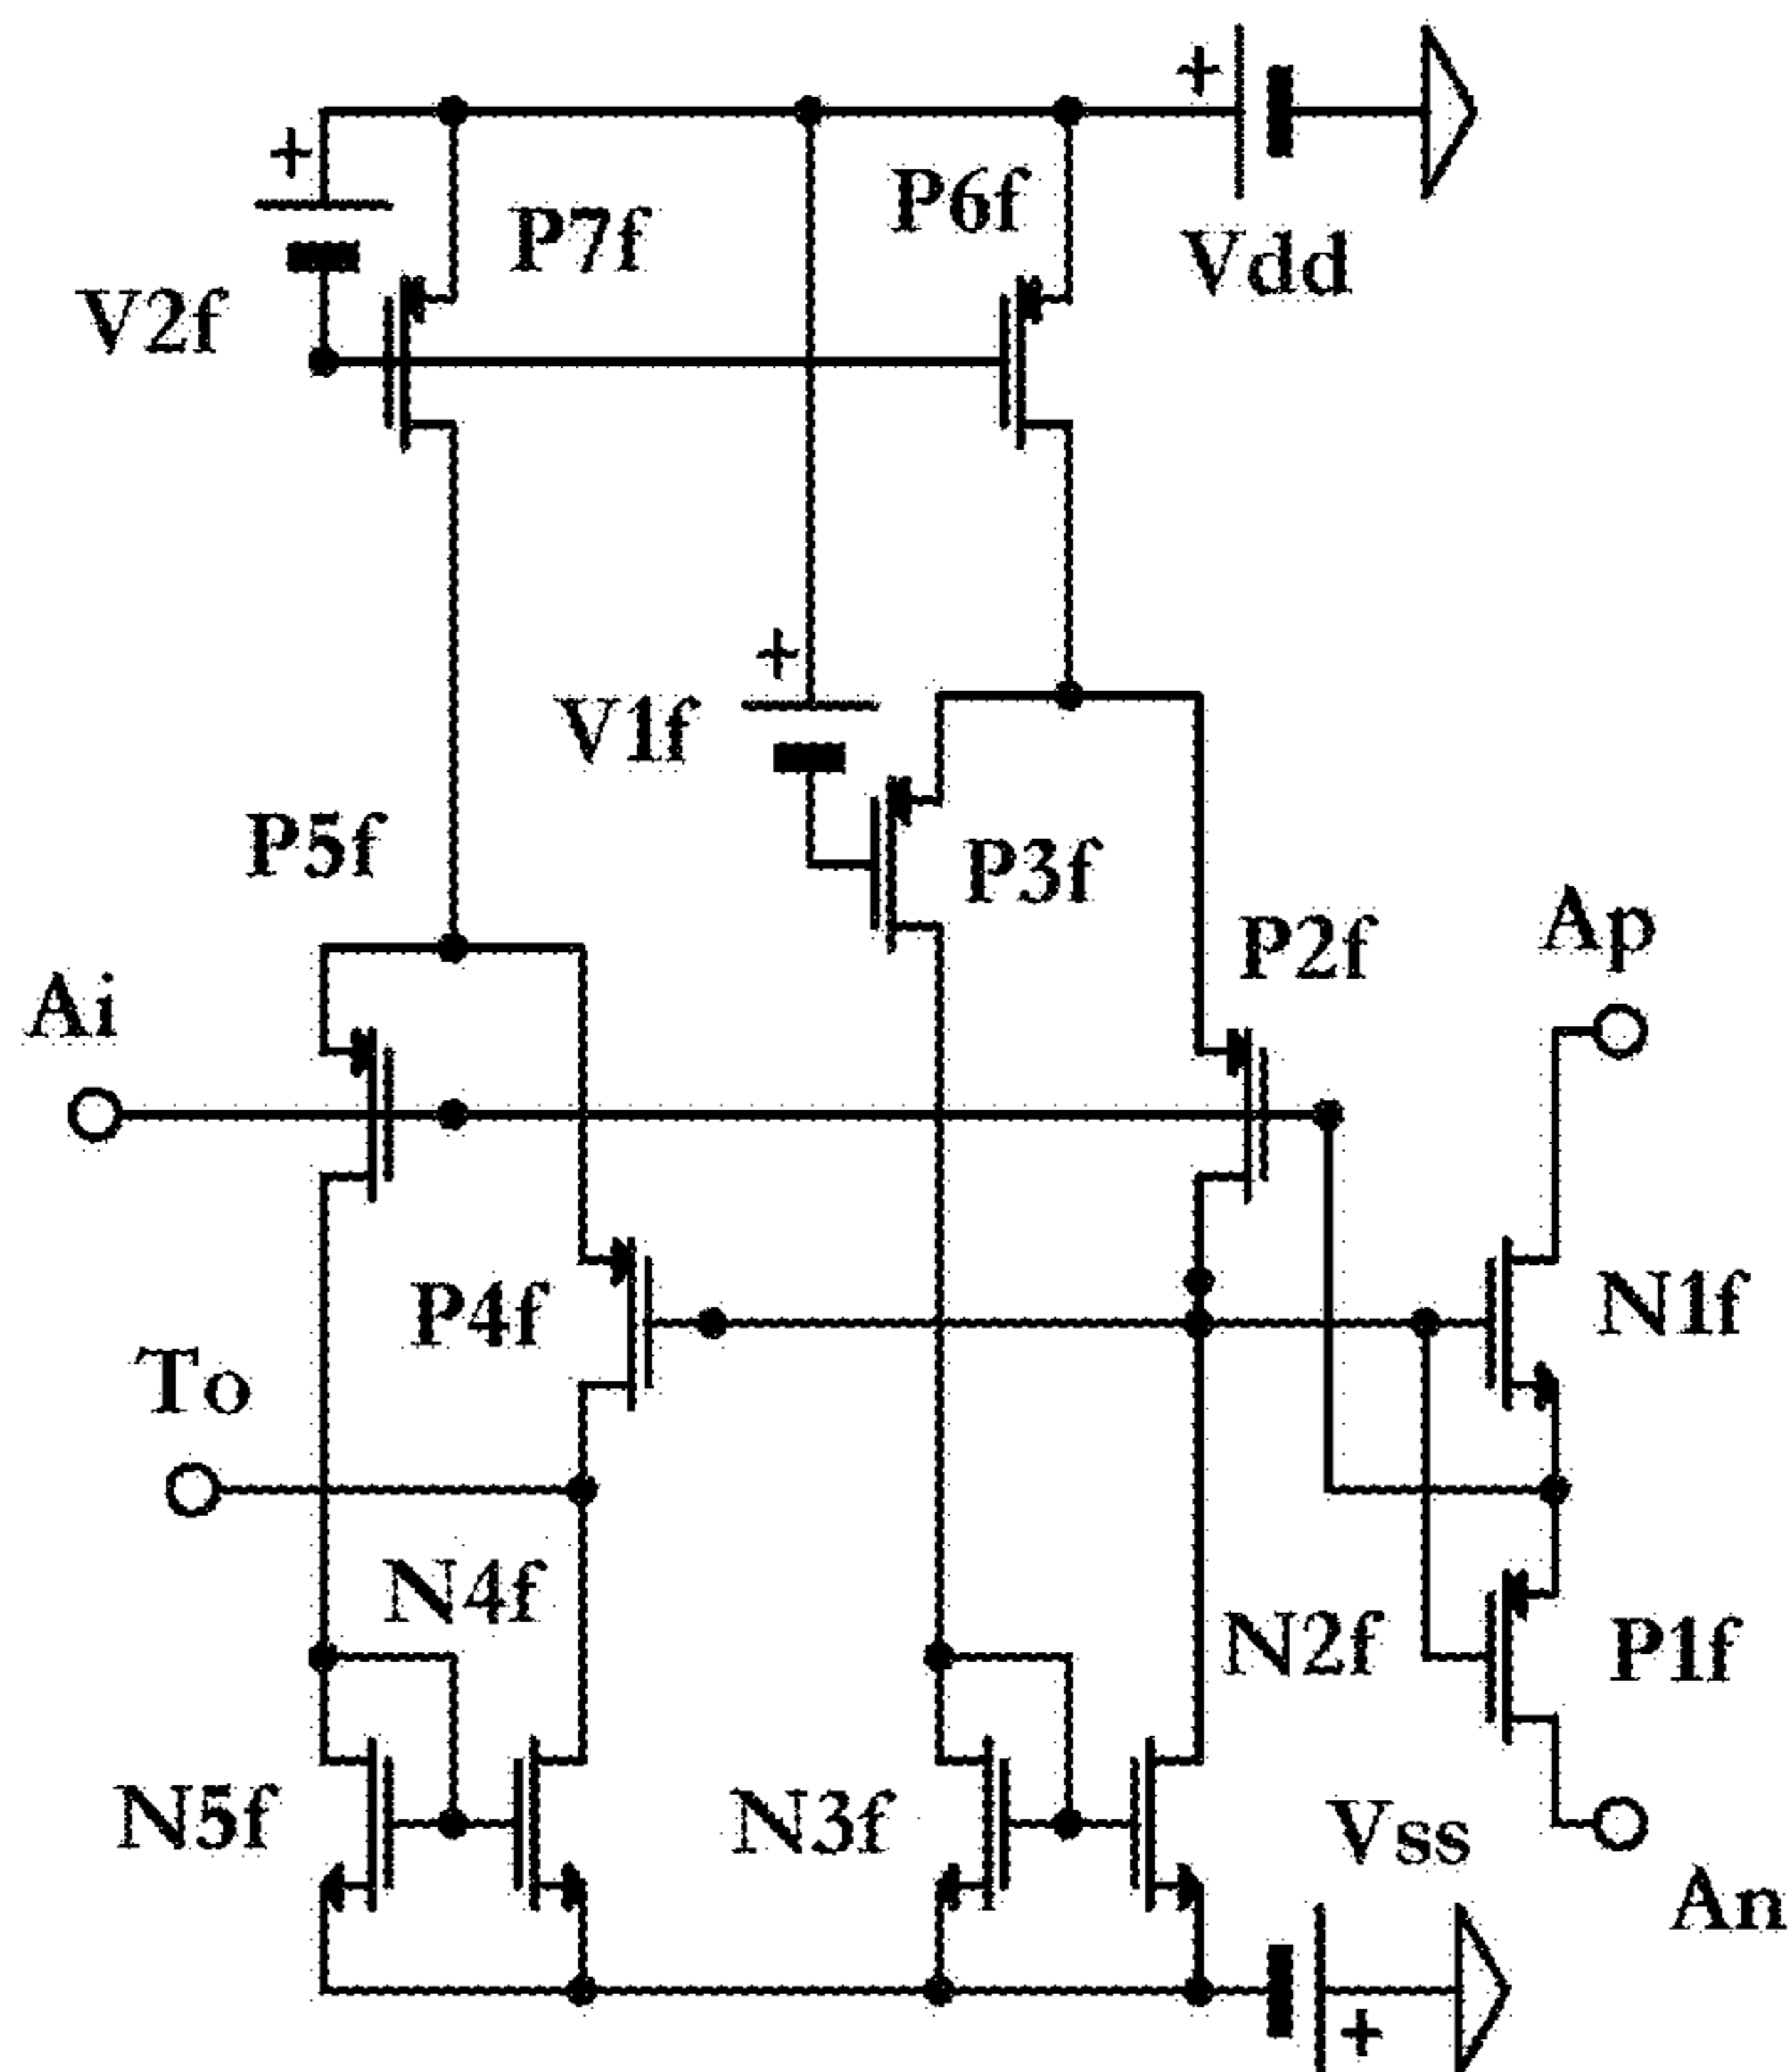 +
+
P6f
P7f
Vdd
V2f
+
V1f
P5f
P3f
Ap
P2f
Ai
N1f
P4f
To
N4f
N2f
P1f
N5f
N3f
Vss
An
+